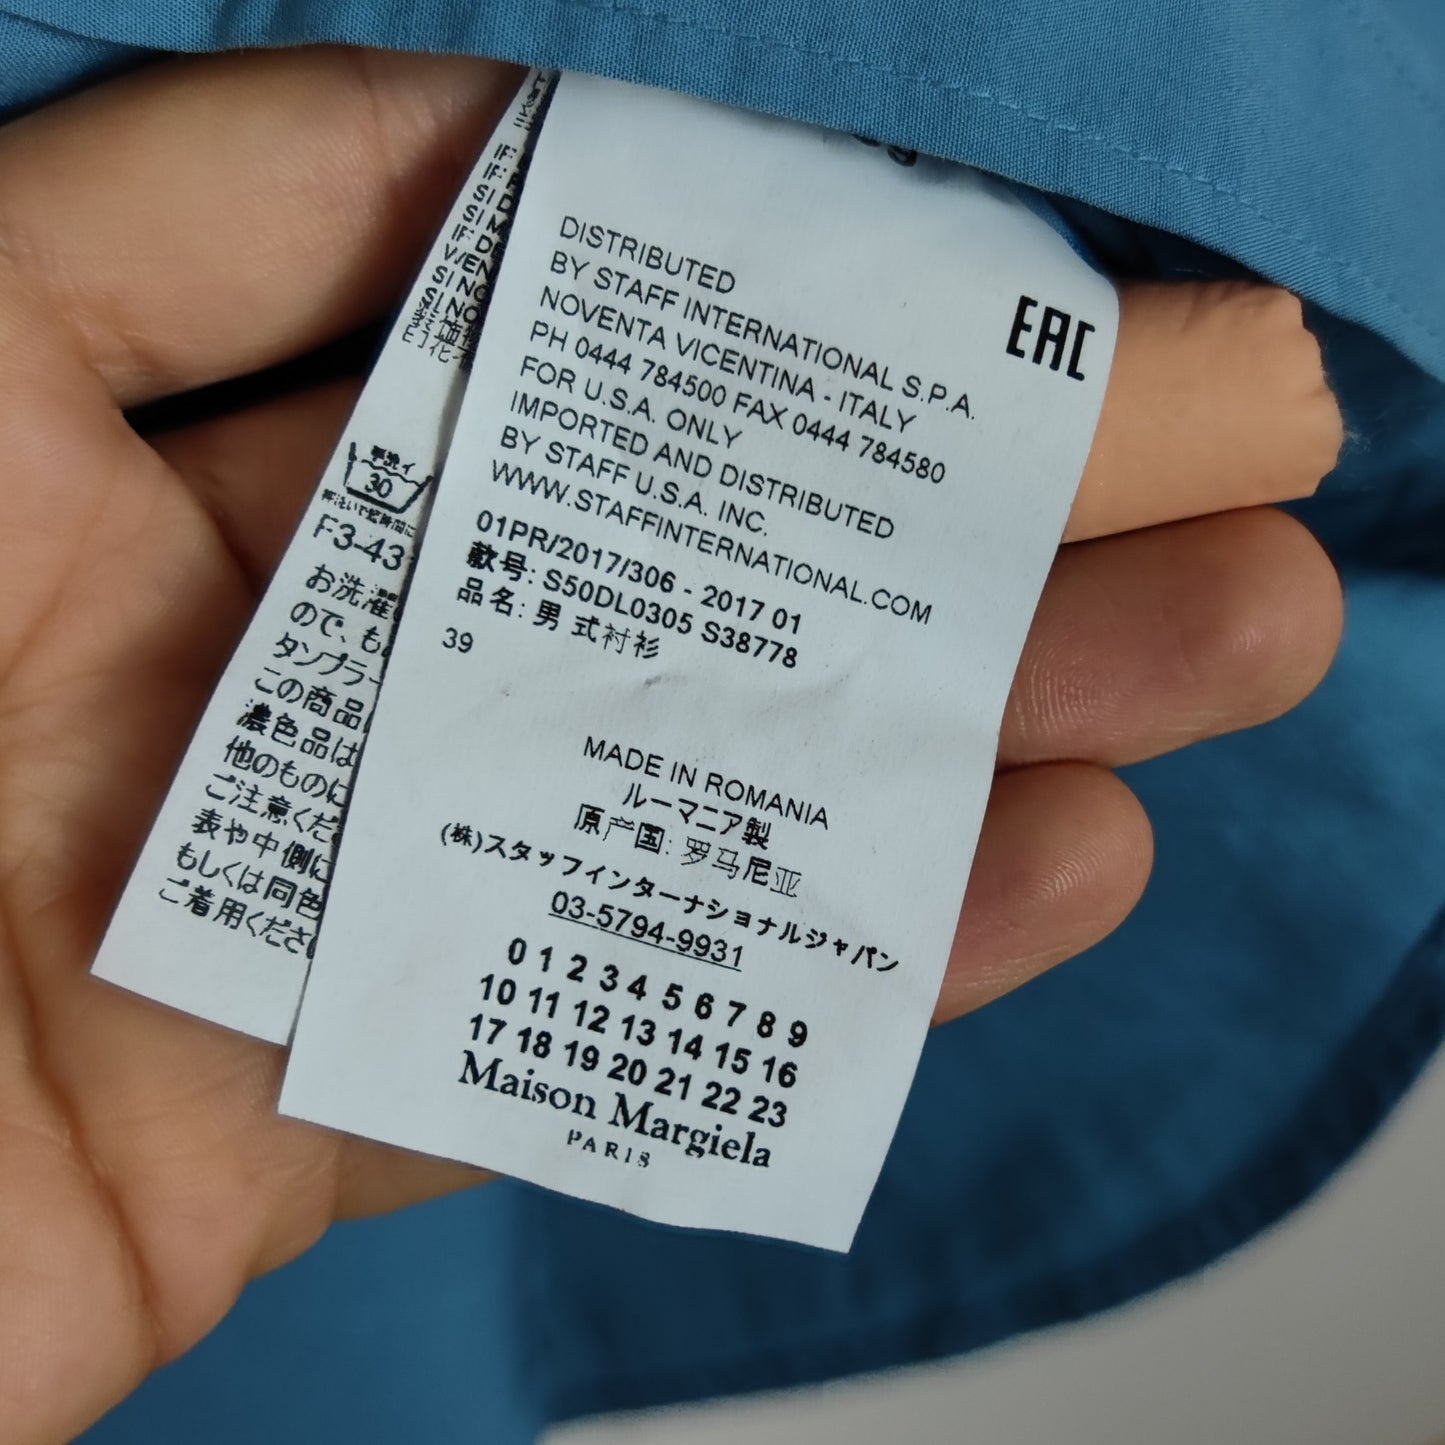 DISTRIBUTED
BY STAFF INTERNATIONAL S.P.A.
NOVENTA VICENTINA - ITALY
PH 0444 784500 FAX 0444 784580
FOR U.S.A. ONLY
IMPORTED AND DISTRIBUTED
BY STAFF U.S.A. INC.
WWW.STAFFINTERNATIONAL.COM
EAC
01PR/2017/306 - 2017 01
款号: S50DL0305 S38778
品名: 男 式衬衫
39
MADE IN ROMANIA
ルーマニア製
原产国: 罗马尼亚
(株)スタッフインターナショナルジャパン
03-5794-9931
0 1 2 3 4 5 6 7 8 9
10 11 12 13 14 15 16
17 18 19 20 21 22 23
Maison Margiela
PARIS
手洗イ
30
F3-43
お洗濯
ので、も
タンブラー
この商品
濃色品は
他のものに
ご注意くだ
表や中側に
もしくは同色
ご着用くださ